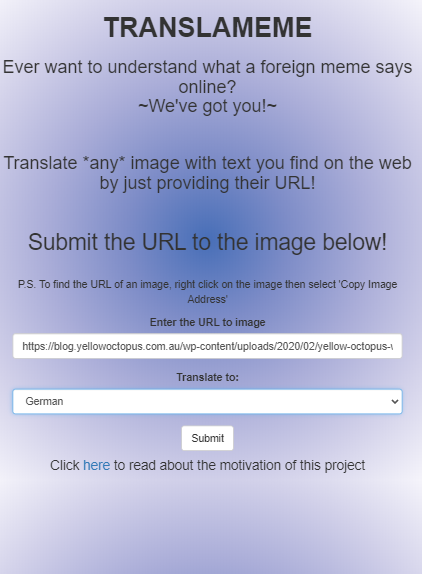 TRANSLAMEME
Ever want to understand what a foreign meme says
online?
~We've got you!~
Translate *any* image with text you find on the web
by just providing their URL!
Submit the URL to the image below!
P.S. To find the URL of an image, right click on the image then select 'Copy Image
Address'
Enter the URL to image
https://blog.yellowoctopus.com.au/wp-content/uploads/2020/02/yellow-octopus-
Translate to:
German
Submit
Click here to read about the motivation of this project